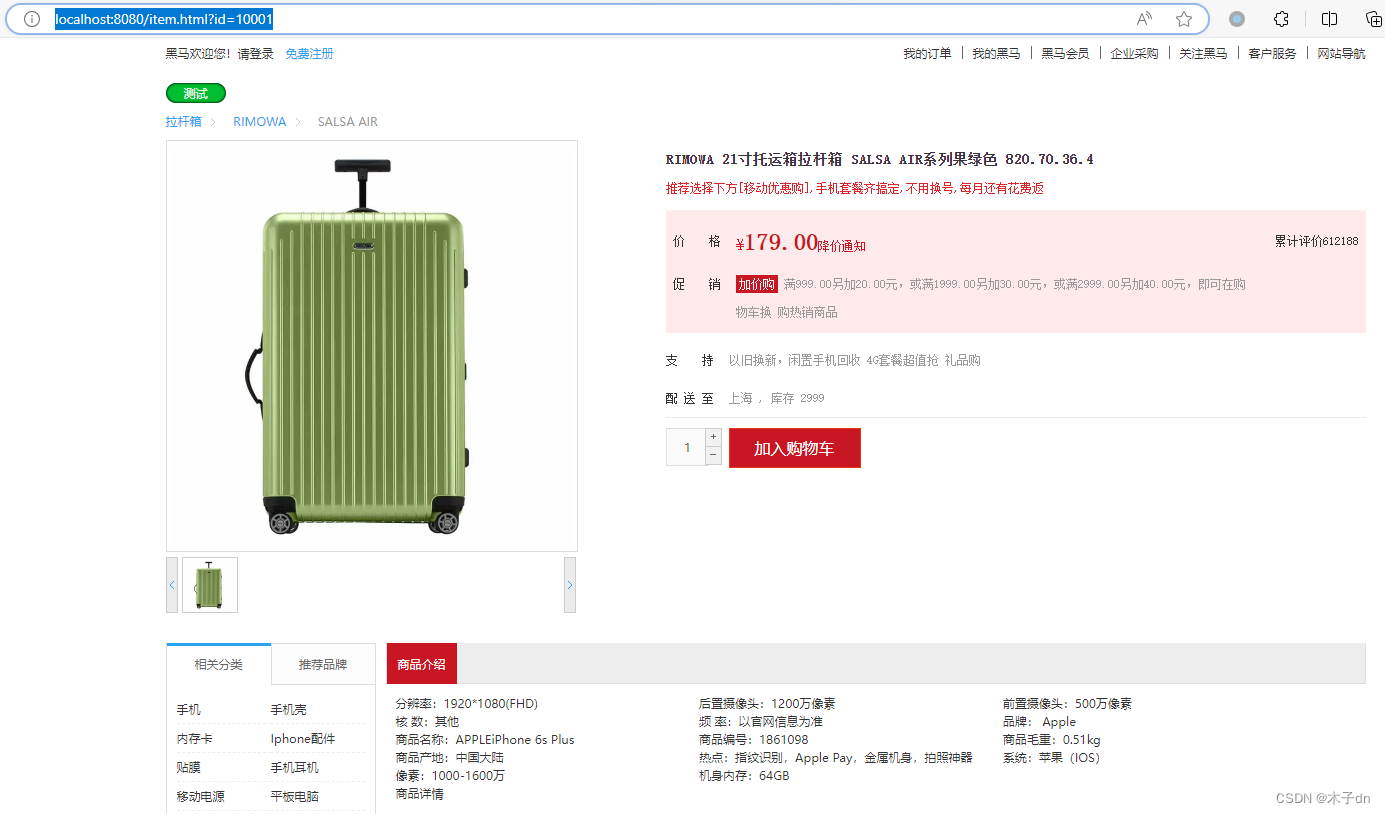 localhost:8080/item.html?id=10001
黑马欢迎您！请登录 免费注册 我的订单 我的黑马 黑马会员 企业采购 关注黑马 客户服务 网站导航
测试
拉杆箱 RIMOWA SALSA AIR
RIMOWA 21寸托运箱拉杆箱 SALSA AIR系列果绿色 820.70.36.4
推荐选择下方[移动优惠购],手机套餐齐搞定,不用换号,每月还有花费返
价 格 ¥179.00降价通知 累计评价612188
促 销 加价购 满999.00另加20.00元，或满1999.00另加30.00元，或满2999.00另加40.00元，即可在购
物车换 购热销商品
支 持 以旧换新，闲置手机回收 4G套餐超值抢 礼品购
配 送 至 上海 ，库存 2999
1 + - 加入购物车
相关分类 推荐品牌 商品介绍
手机 手机壳
内存卡 Iphone配件
贴膜 手机耳机
移动电源 平板电脑
分辨率：1920*1080(FHD) 后置摄像头：1200万像素 前置摄像头：500万像素
核 数：其他 频 率：以官网信息为准 品牌： Apple
商品名称：APPLEiPhone 6s Plus 商品编号：1861098 商品毛重：0.51kg
商品产地：中国大陆 热点：指纹识别，Apple Pay，金属机身，拍照神器 系统：苹果（IOS）
像素：1000-1600万 机身内存：64GB
商品详情
CSDN @木子dn